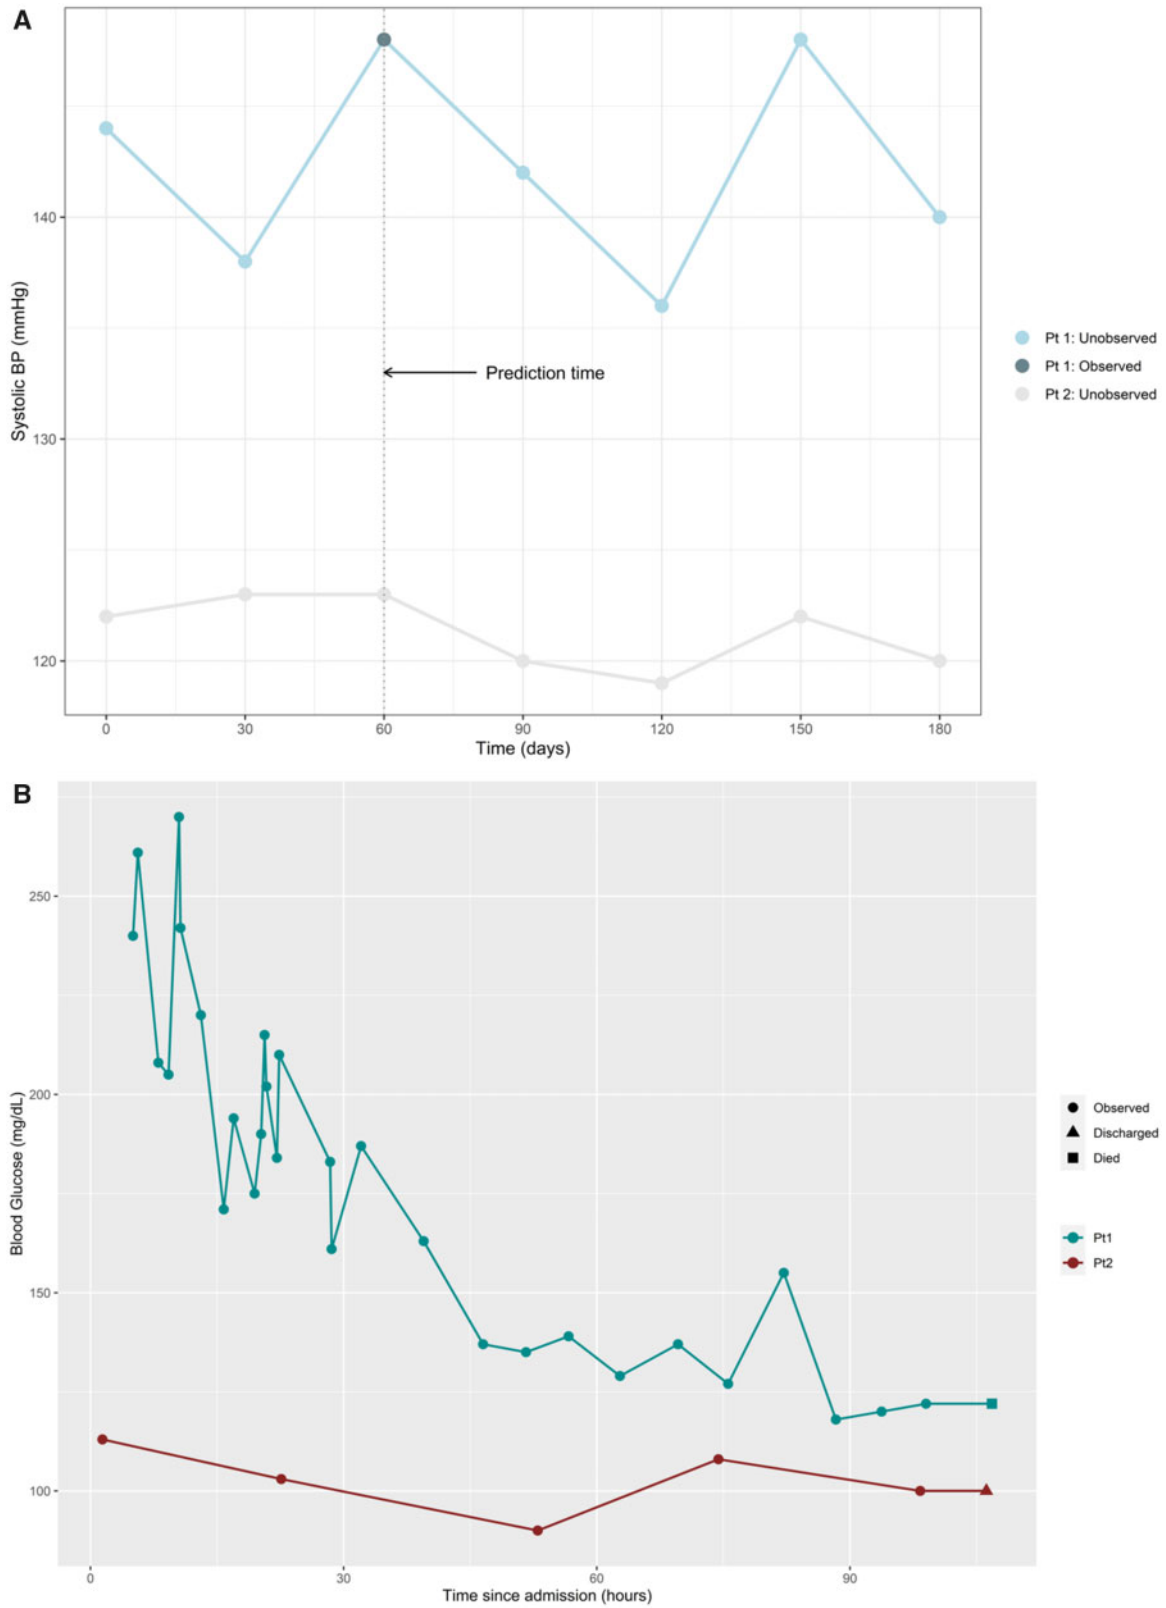 A
140
130
120
Systolic BP (mmHg)
Prediction time
0 30 60 90 120 150 180
Time (days)
Pt 1: Unobserved
Pt 1: Observed
Pt 2: Unobserved
B
250
200
150
100
Blood Glucose (mg/dL)
0 30 60 90
Time since admission (hours)
Observed
Discharged
Died
Pt1
Pt2